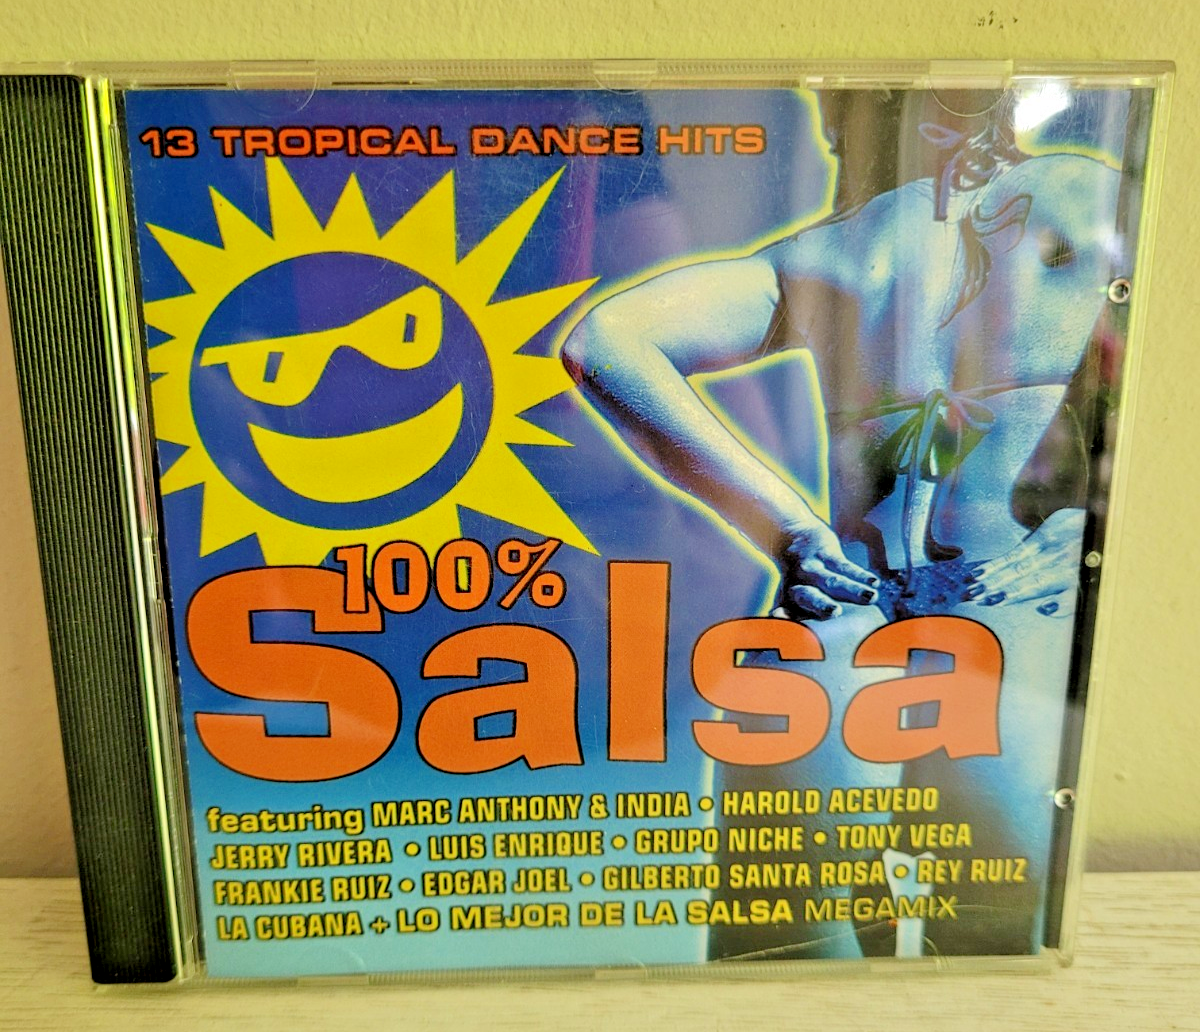 13 TROPICAL DANCE HITS
100%
Salsa
featuring MARC ANTHONY & INDIA • HAROLD ACEVEDO
JERRY RIVERA • LUIS ENRIQUE • GRUPO NICHE • TONY VEGA
FRANKIE RUIZ • EDGAR JOEL • GILBERTO SANTA ROSA • REY RUIZ
LA CUBANA + LO MEJOR DE LA SALSA MEGAMIX